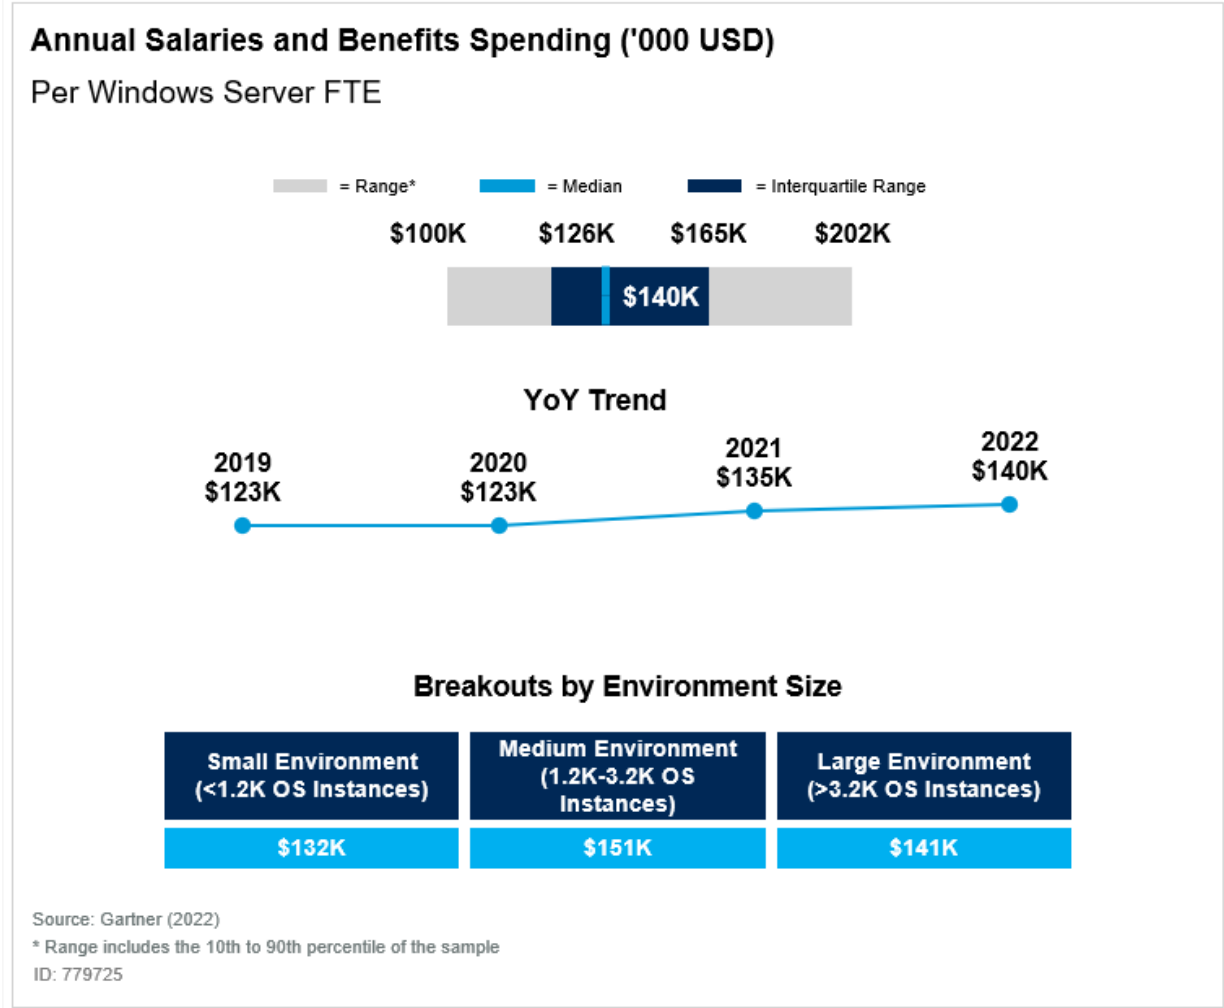 Annual Salaries and Benefits Spending ('000 USD)
Per Windows Server FTE
= Range* = Median = Interquartile Range
$100K $126K $165K $202K
$140K
YoY Trend
2019 2020 2021 2022
$123K $123K $135K $140K
Breakouts by Environment Size
Small Environment
(<1.2K OS Instances)
Medium Environment
(1.2K-3.2K OS
Instances)
Large Environment
(>3.2K OS Instances)
$132K $151K $141K
Source: Gartner (2022)
* Range includes the 10th to 90th percentile of the sample
ID: 779725